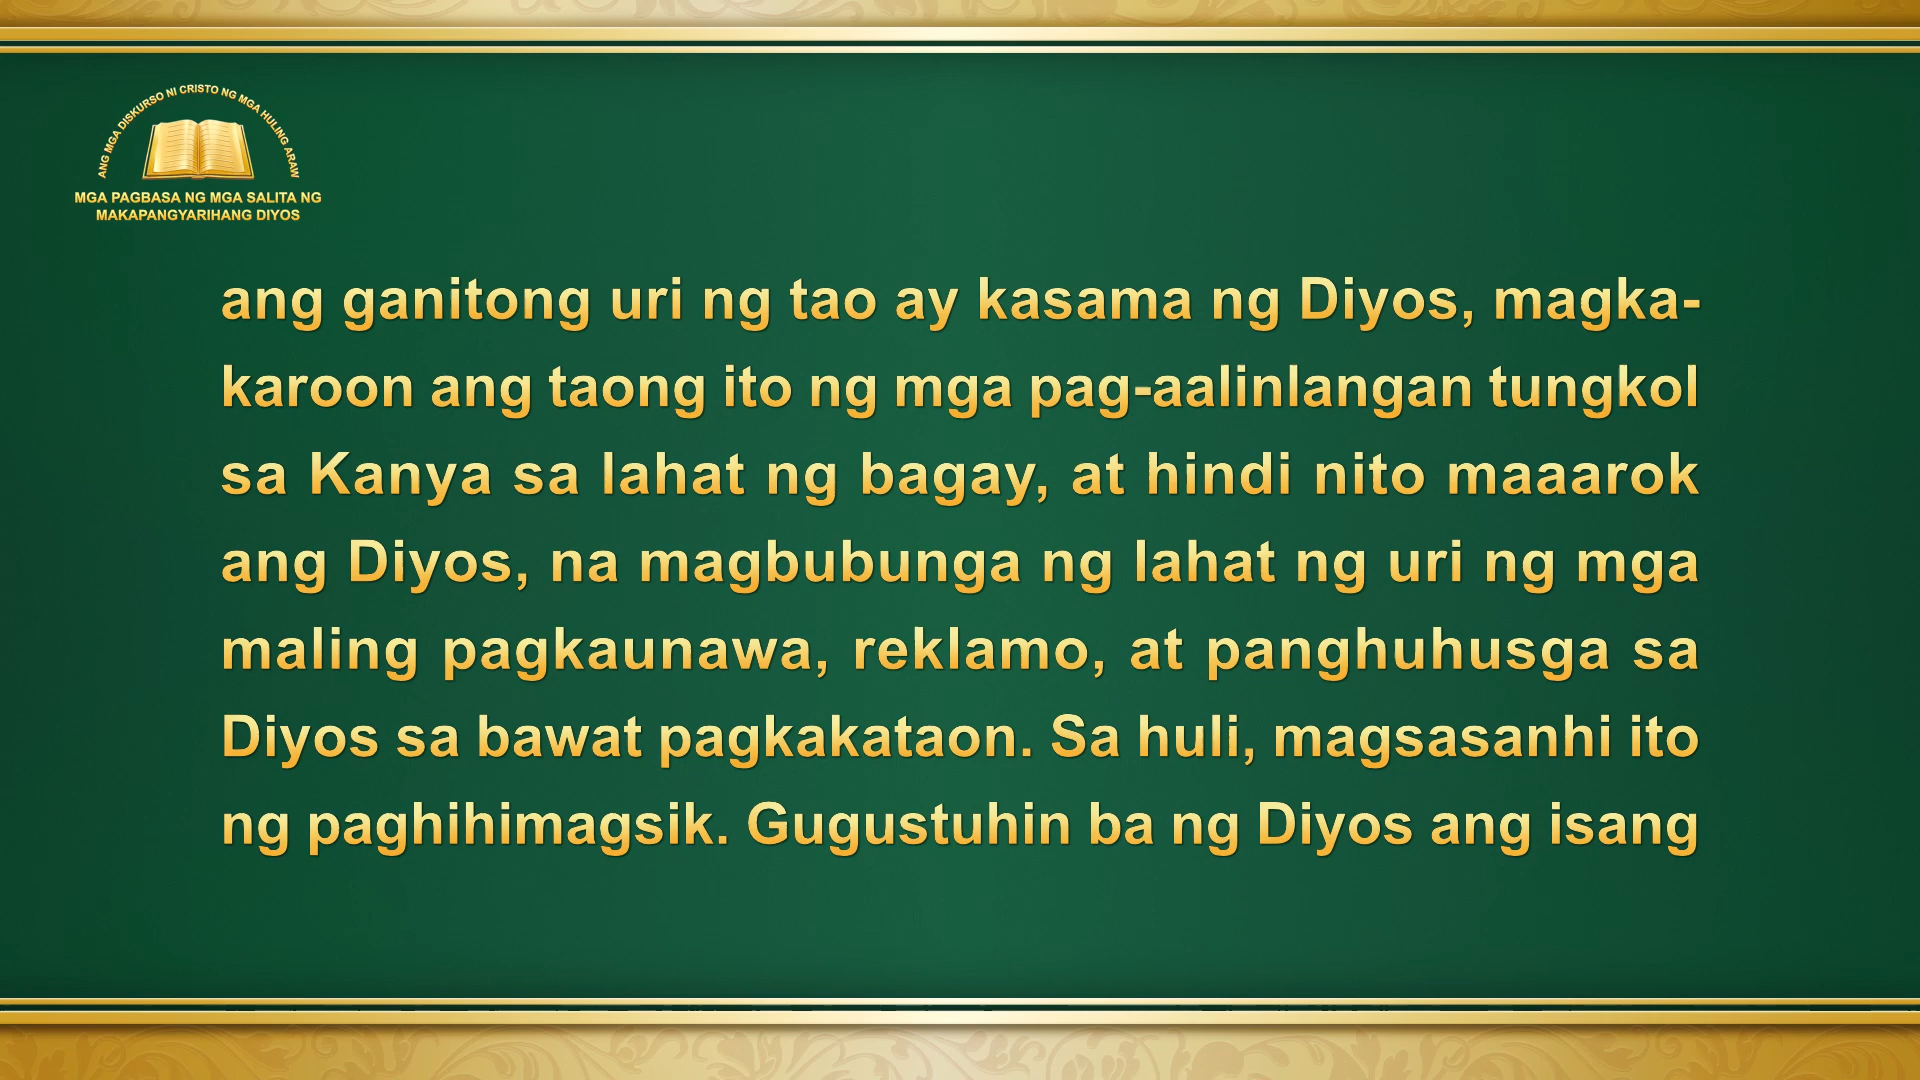 ANG MGA DISKURSO NI CRISTO NG MGA HULING ARAW
MGA PAGBASA NG MGA SALITA NG
MAKAPANGYARIHANG DIYOS
ang ganitong uri ng tao ay kasama ng Diyos, magka-
karoon ang taong ito ng mga pag-aalinlangan tungkol
sa Kanya sa lahat ng bagay, at hindi nito maaarok
ang Diyos, na magbubunga ng lahat ng uri ng mga
maling pagkaunawa, reklamo, at panghuhusga sa
Diyos sa bawat pagkakataon. Sa huli, magsasanhi ito
ng paghihimagsik. Gugustuhin ba ng Diyos ang isang